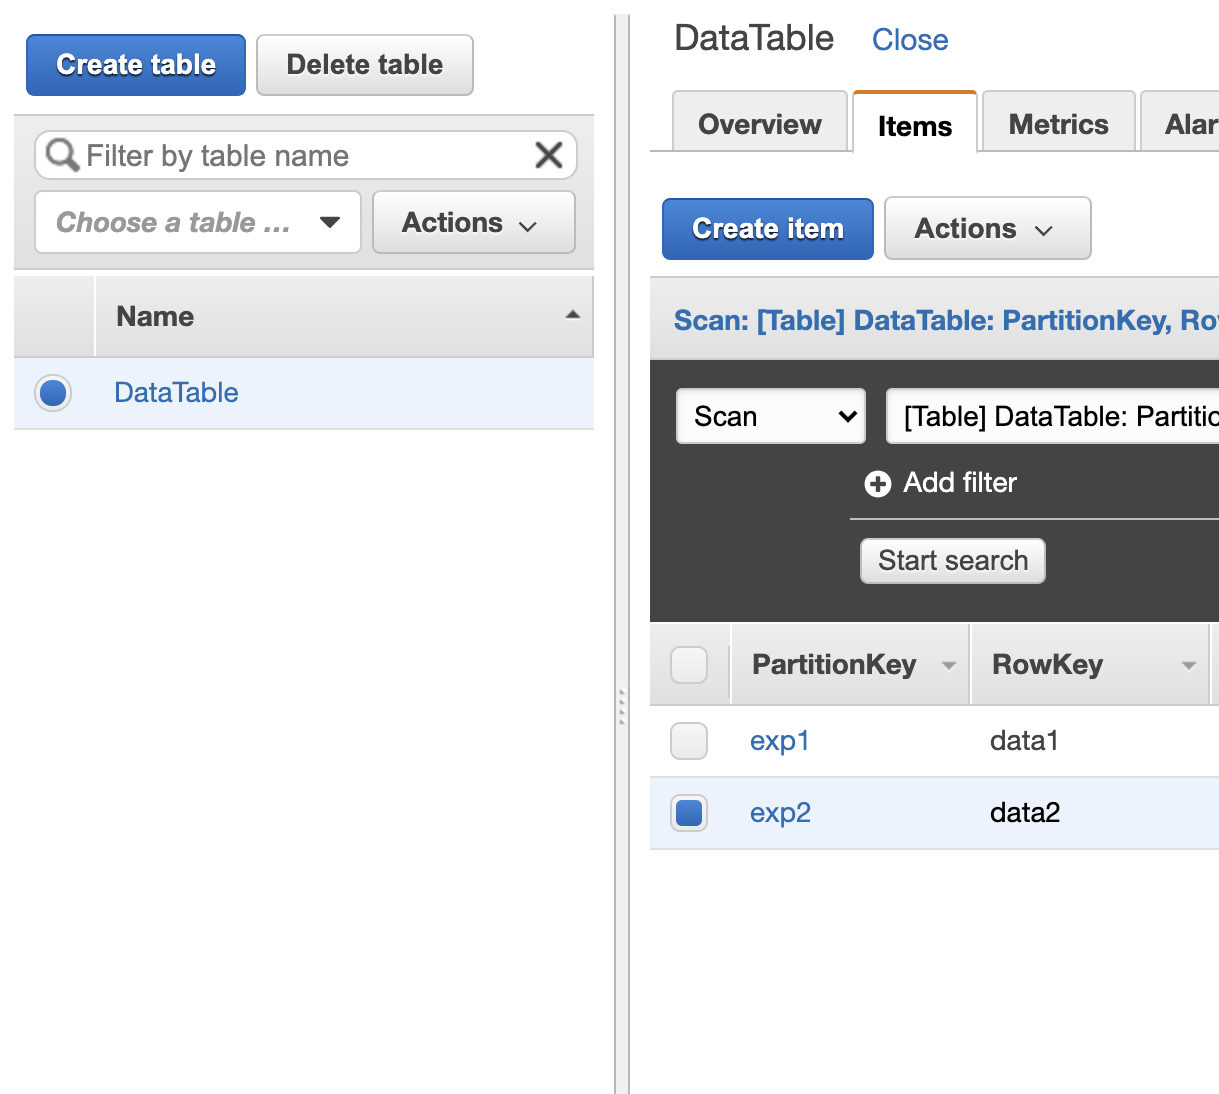 Create table
Delete table
Filter by table name
Choose a table ...
Actions
Name
DataTable
DataTable
Close
Overview
Items
Metrics
Alar
Create item
Actions
Scan: [Table] DataTable: PartitionKey, Ro
Scan
[Table] DataTable: Partitic
Add filter
Start search
PartitionKey
RowKey
exp1
data1
exp2
data2